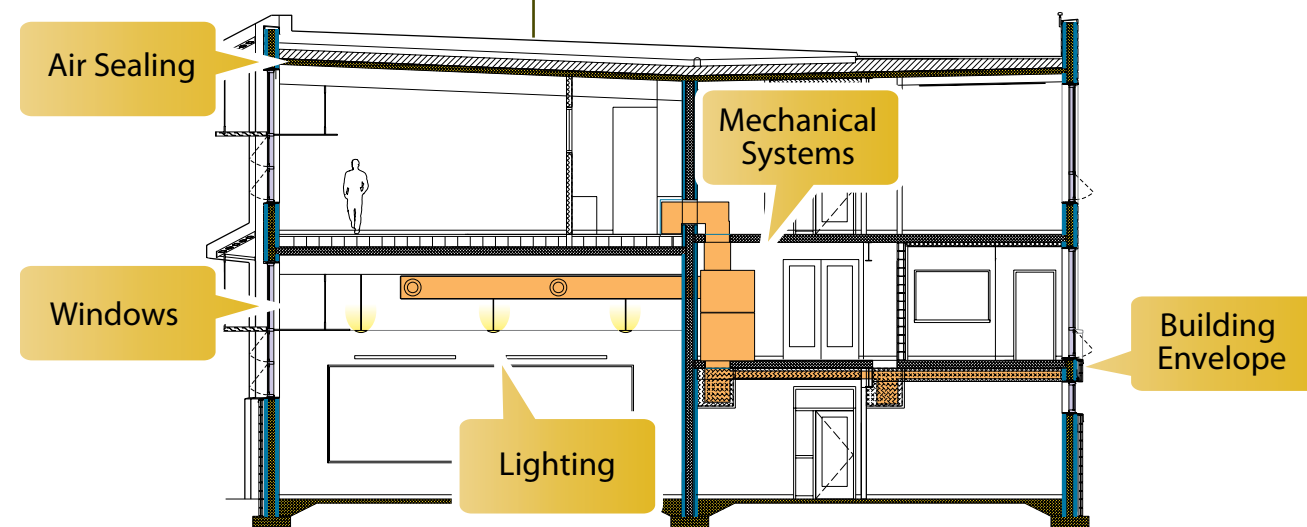 Air Sealing
Mechanical
Systems
Windows
Building
Envelope
Lighting